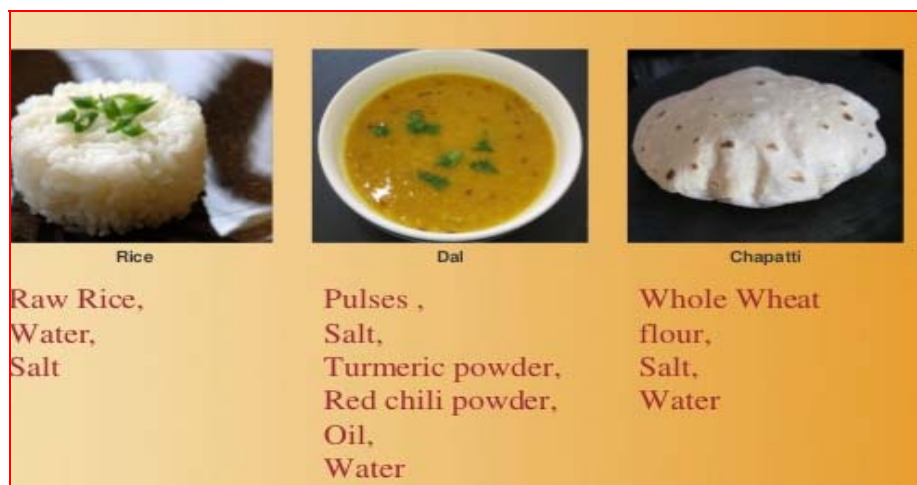 Rice
Raw Rice,
Water,
Salt
Dal
Pulses ,
Salt,
Turmeric powder,
Red chili powder,
Oil,
Water
Chapatti
Whole Wheat
flour,
Salt,
Water